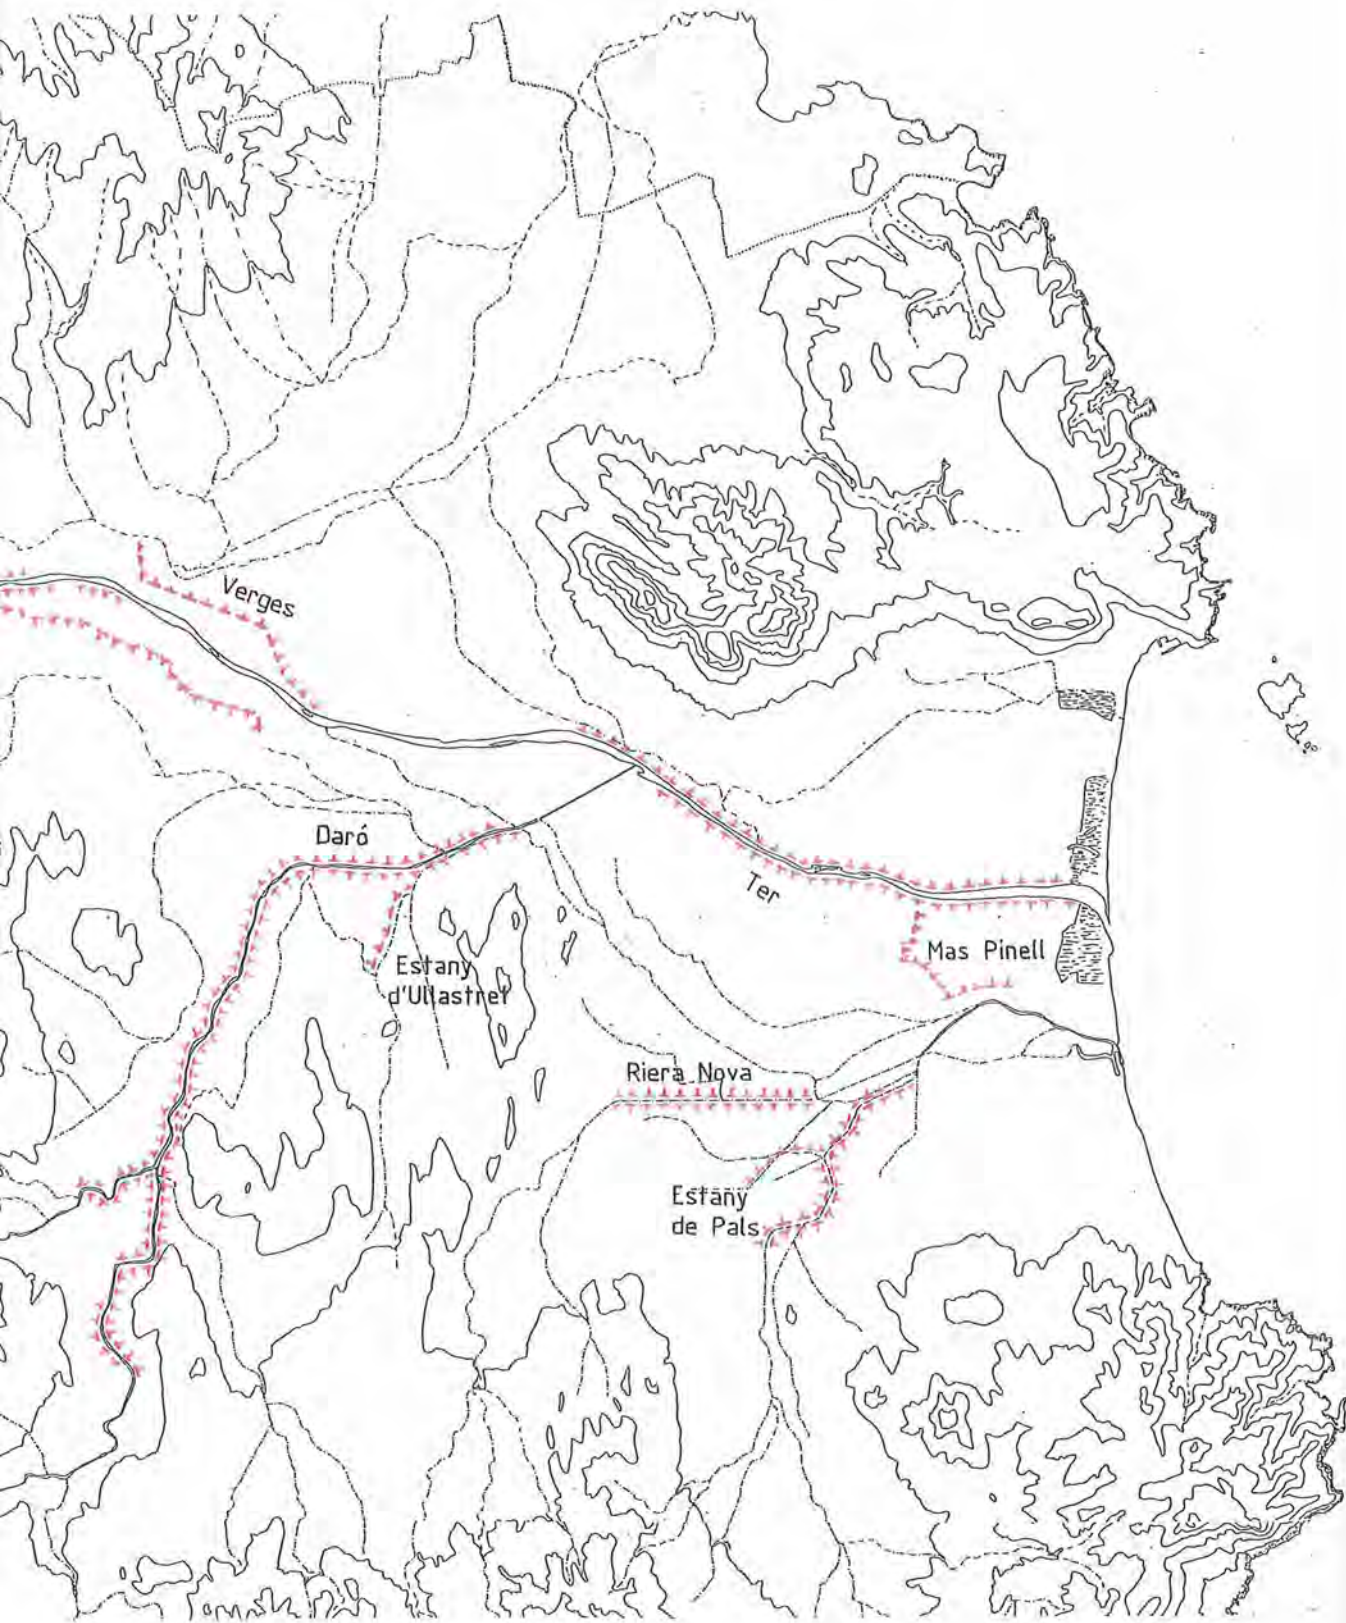 Verges
Daró
Ter
Mas Pinell
Estany
d'Ullastret
Riera Nova
Estany
de Pals